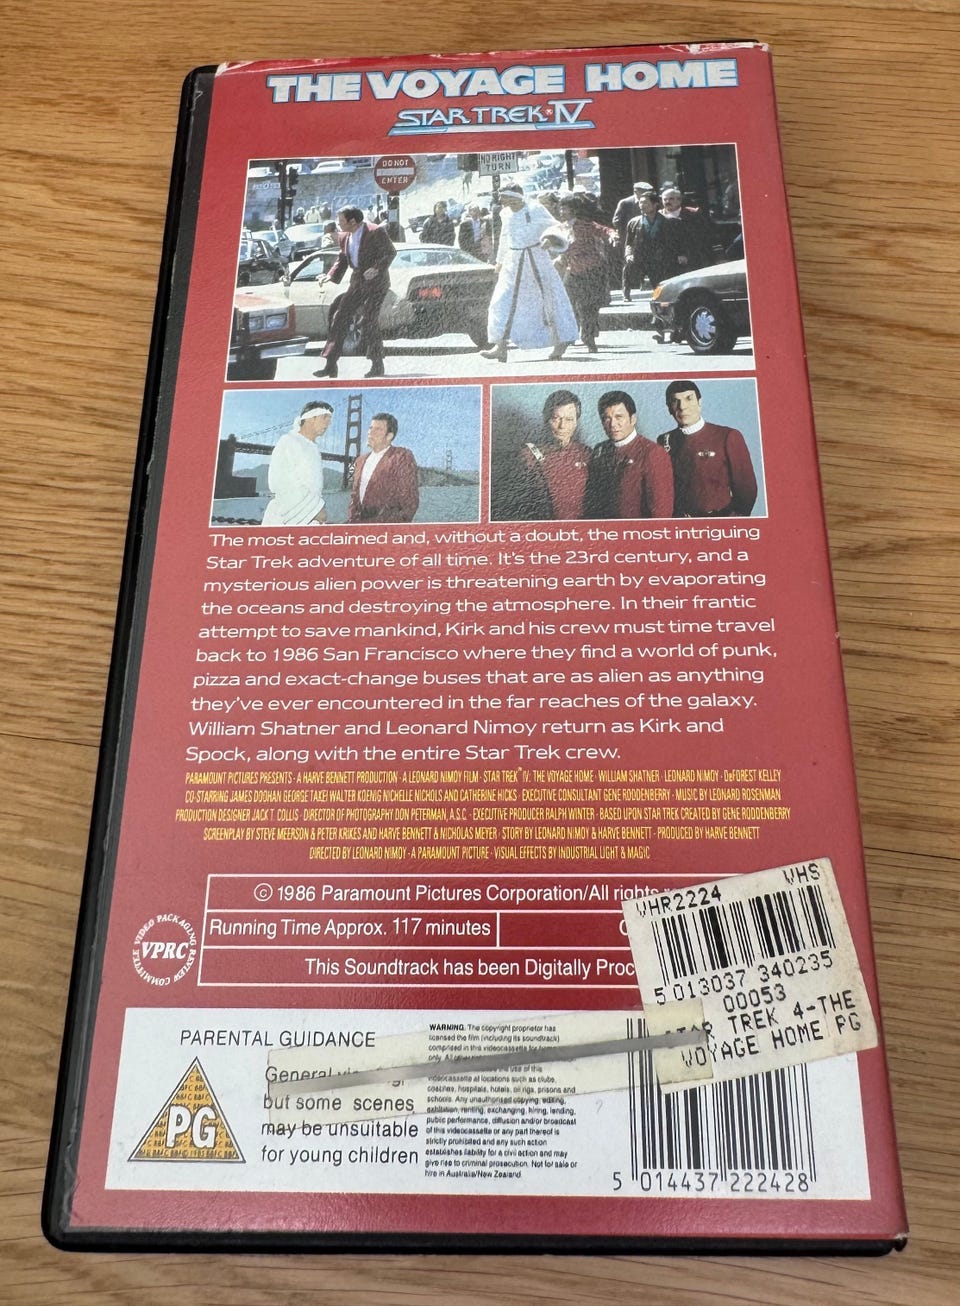 THE VOYAGE HOME
STAR TREK IV
DO NOT
ENTER
NO RIGHT
TURN
The most acclaimed and, without a doubt, the most intriguing
Star Trek adventure of all time. It's the 23rd century, and a
mysterious alien power is threatening earth by evaporating
the oceans and destroying the atmosphere. In their frantic
attempt to save mankind, Kirk and his crew must time travel
back to 1986 San Francisco where they find a world of punk,
pizza and exact-change buses that are as alien as anything
they've ever encountered in the far reaches of the galaxy.
William Shatner and Leonard Nimoy return as Kirk and
Spock, along with the entire Star Trek crew.
PARAMOUNT PICTURES PRESENTS · A HARVE BENNETT PRODUCTION · A LEONARD NIMOY FILM · STAR TREK™ IV: THE VOYAGE HOME · WILLIAM SHATNER · LEONARD NIMOY · DeFOREST KELLEY
CO-STARRING JAMES DOOHAN GEORGE TAKEI WALTER KOENIG NICHELLE NICHOLS AND CATHERINE HICKS · EXECUTIVE CONSULTANT GENE RODDENBERRY · MUSIC BY LEONARD ROSENMAN
PRODUCTION DESIGNER JACK T. COLLIS · DIRECTOR OF PHOTOGRAPHY DON PETERMAN, A.S.C. · EXECUTIVE PRODUCER RALPH WINTER · BASED UPON STAR TREK CREATED BY GENE RODDENBERRY
SCREENPLAY BY STEVE MEERSON & PETER KRIKES AND HARVE BENNETT & NICHOLAS MEYER · STORY BY LEONARD NIMOY & HARVE BENNETT · PRODUCED BY HARVE BENNETT
DIRECTED BY LEONARD NIMOY · A PARAMOUNT PICTURE · VISUAL EFFECTS BY INDUSTRIAL LIGHT & MAGIC
© 1986 Paramount Pictures Corporation/All rights
Running Time Approx. 117 minutes
This Soundtrack has been Digitally Proc
VIDEO PACKAGING REVIEW COMMITTEE
VPRC
VHR2224 VHS
5 013037 340235
00053
TREK 4-THE
VOYAGE HOME PG
PARENTAL GUIDANCE
General
but some scenes
may be unsuitable
for young children
PG
WARNING. The copyright proprietor has
licensed the film (including its soundtrack)
comprised in this videocassette for
only. All
the use of this
videocassette at locations such as clubs,
coaches, hospitals, hotels, oil rigs, prisons and
schools. Any unauthorised copying, editing,
exhibition, renting, exchanging, hiring, lending,
public performance, diffusion and/or broadcast
of this videocassette or any part thereof is
strictly prohibited and any such action
establishes liability for a civil action and may
give rise to criminal prosecution. Not for sale or
hire in Australia/New Zealand
5 014437 222428